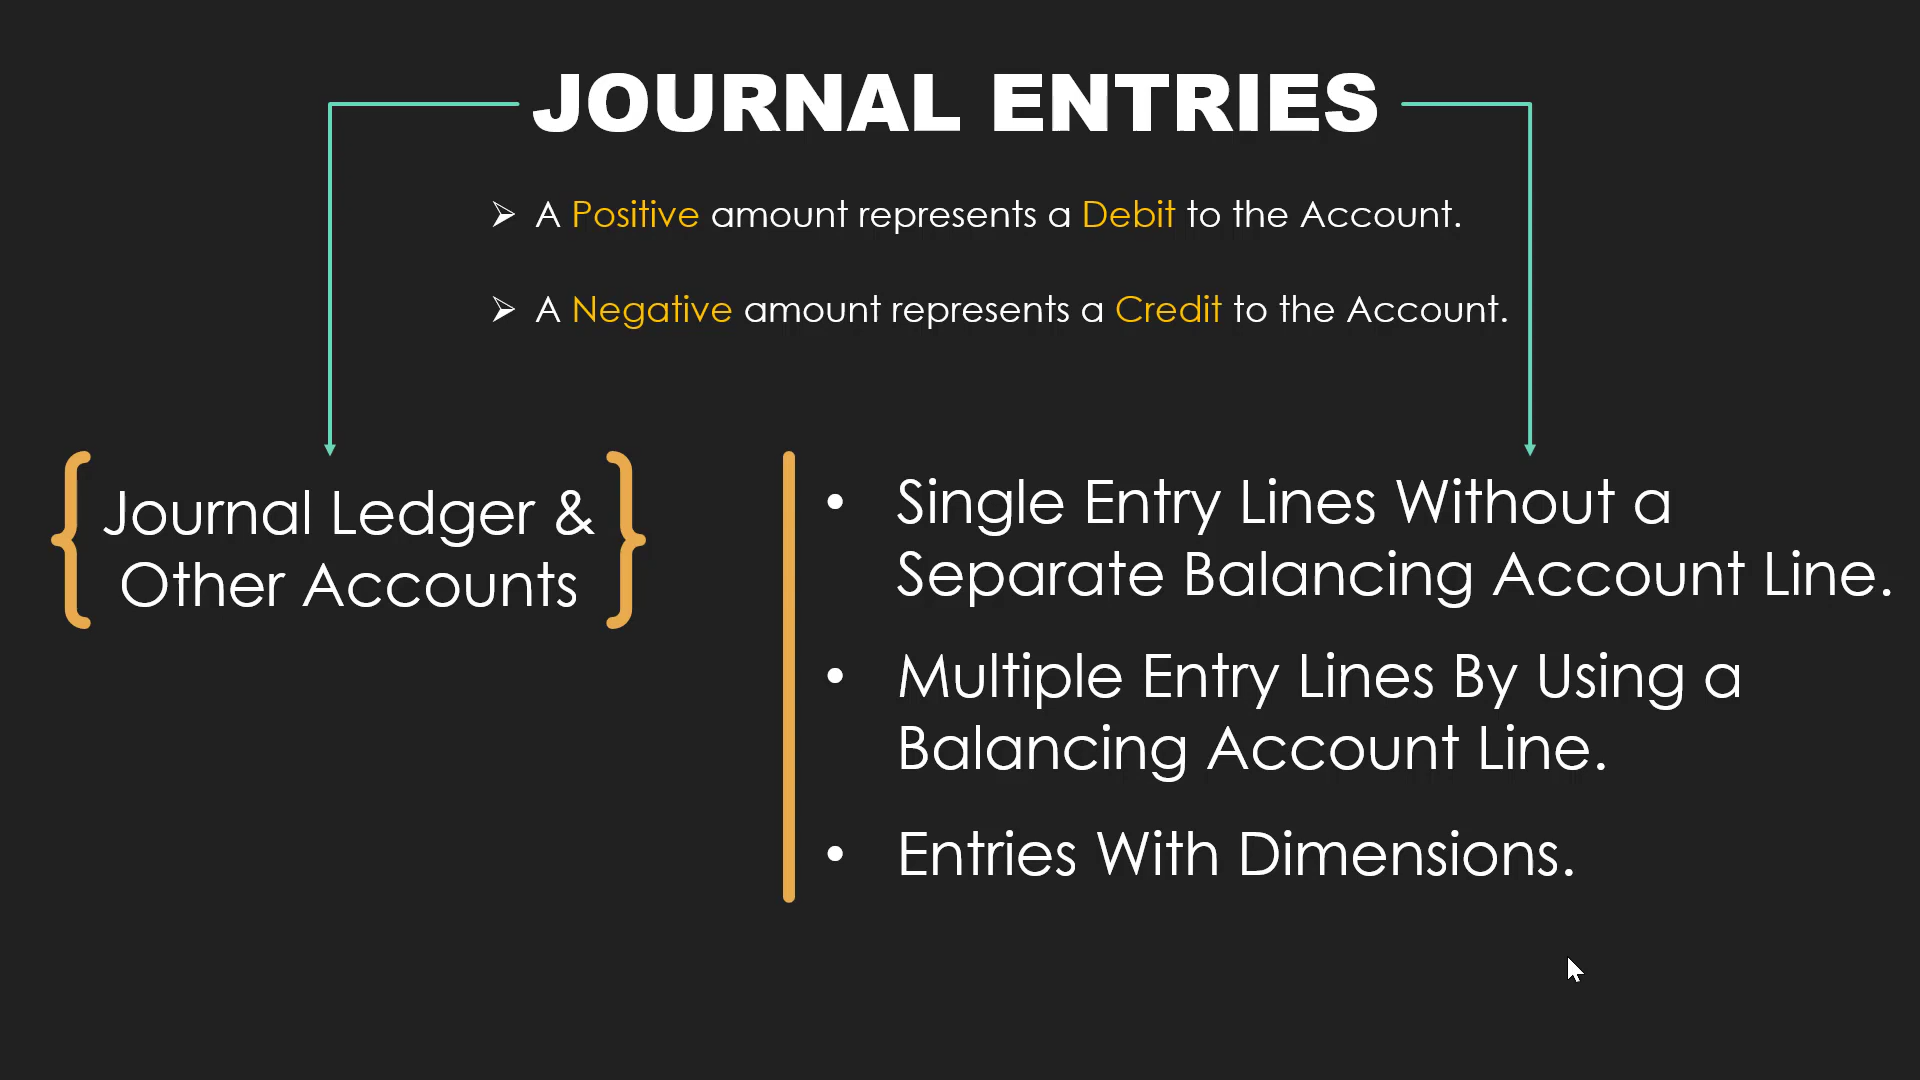 JOURNAL ENTRIES
➢ A Positive amount represents a Debit to the Account.
➢ A Negative amount represents a Credit to the Account.
Journal Ledger &
Other Accounts
• Single Entry Lines Without a
Separate Balancing Account Line.
• Multiple Entry Lines By Using a
Balancing Account Line.
• Entries With Dimensions.